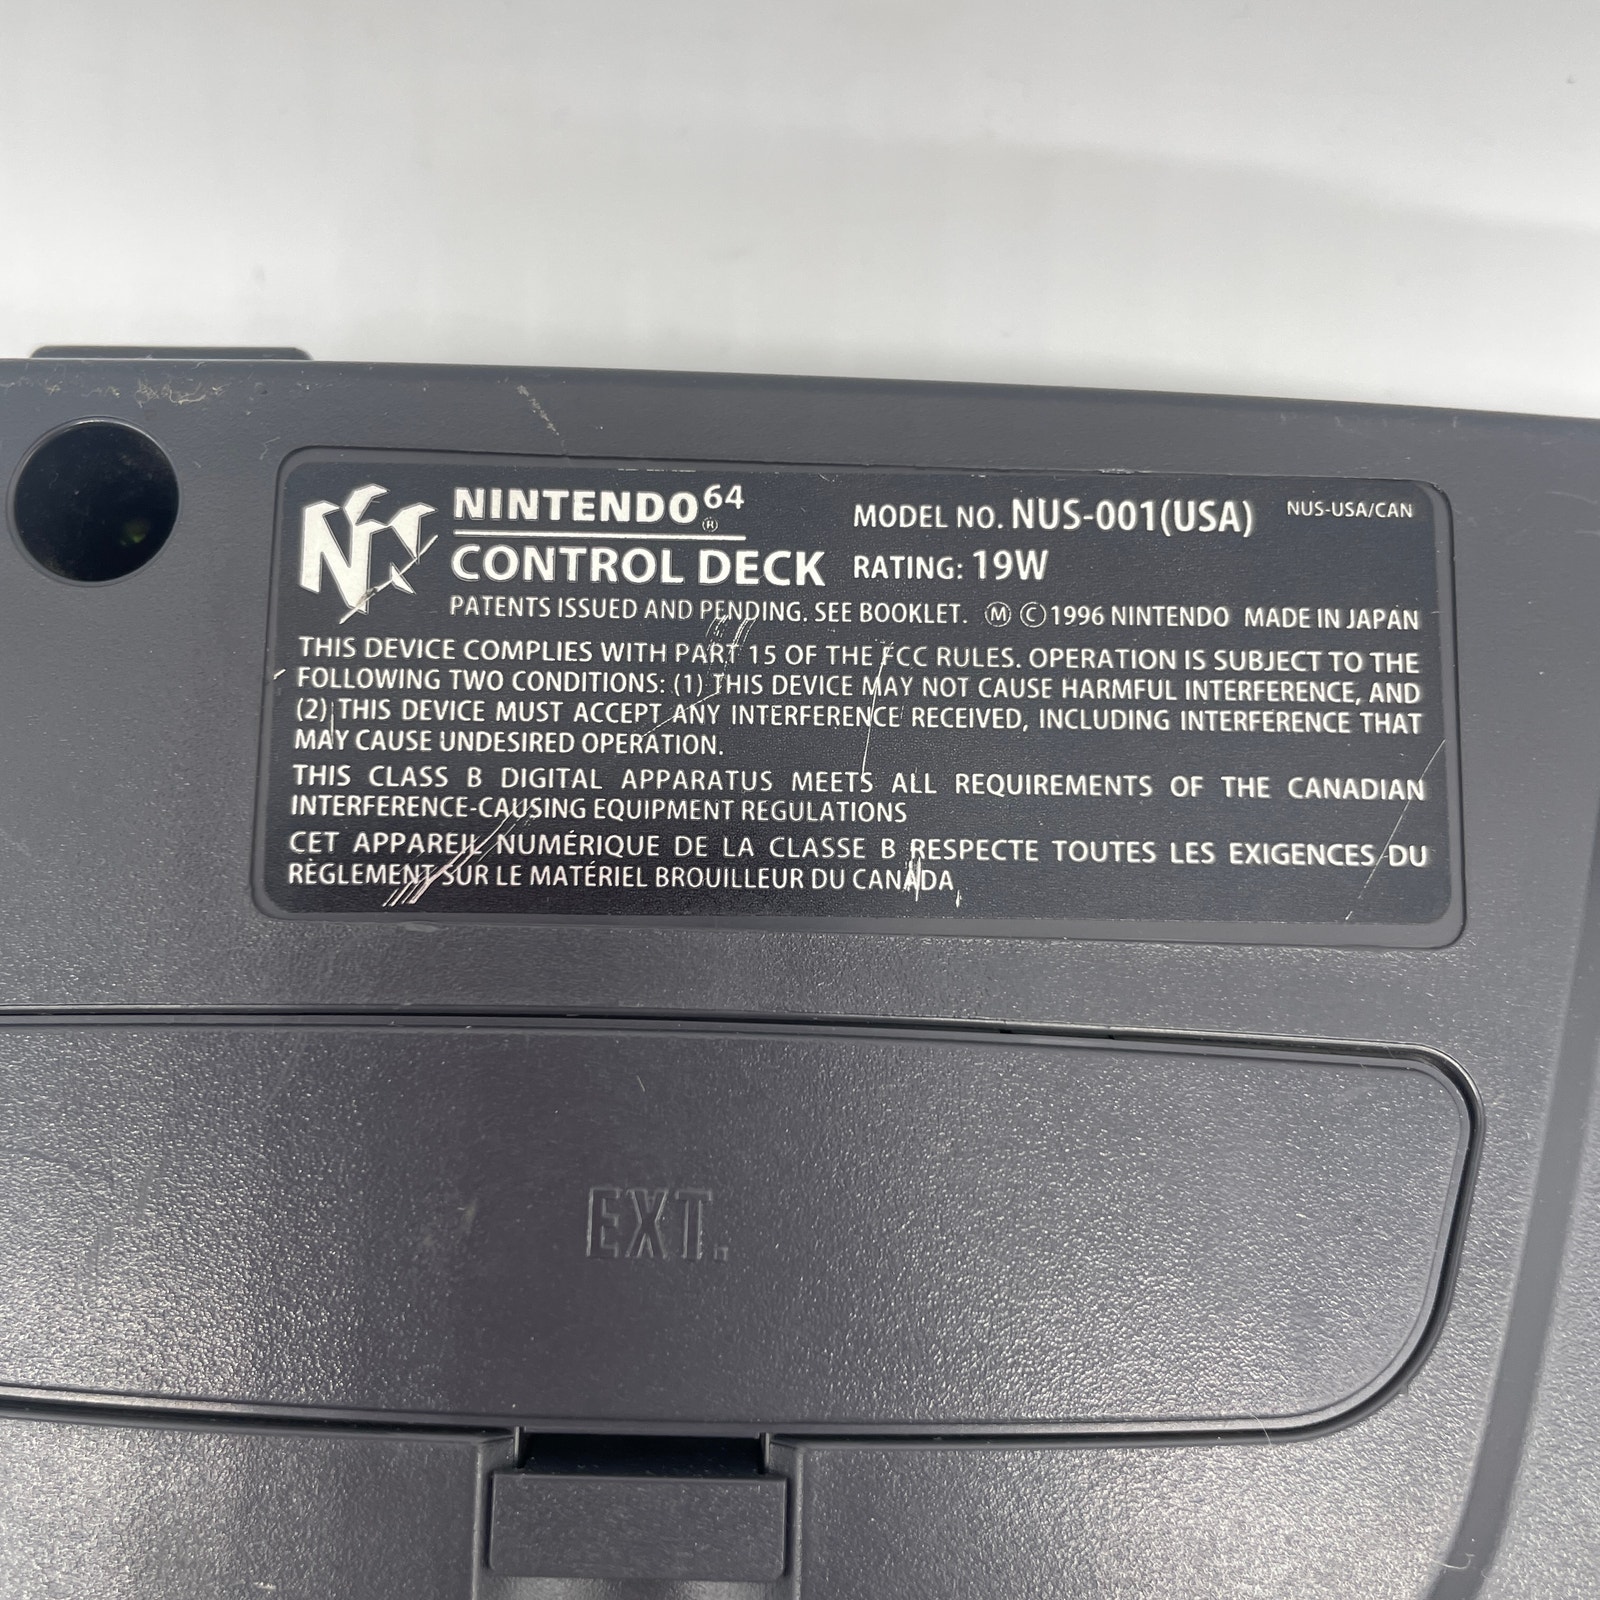 NINTENDO64®
CONTROL DECK
MODEL NO. NUS-001(USA)
NUS-USA/CAN
RATING: 19W
PATENTS ISSUED AND PENDING. SEE BOOKLET. Ⓜ ©1996 NINTENDO MADE IN JAPAN
THIS DEVICE COMPLIES WITH PART 15 OF THE FCC RULES. OPERATION IS SUBJECT TO THE
FOLLOWING TWO CONDITIONS: (1) THIS DEVICE MAY NOT CAUSE HARMFUL INTERFERENCE, AND
(2) THIS DEVICE MUST ACCEPT ANY INTERFERENCE RECEIVED, INCLUDING INTERFERENCE THAT
MAY CAUSE UNDESIRED OPERATION.
THIS CLASS B DIGITAL APPARATUS MEETS ALL REQUIREMENTS OF THE CANADIAN
INTERFERENCE-CAUSING EQUIPMENT REGULATIONS
CET APPAREIL NUMÉRIQUE DE LA CLASSE B RESPECTE TOUTES LES EXIGENCES DU
RÈGLEMENT SUR LE MATÉRIEL BROUILLEUR DU CANADA
EXT.